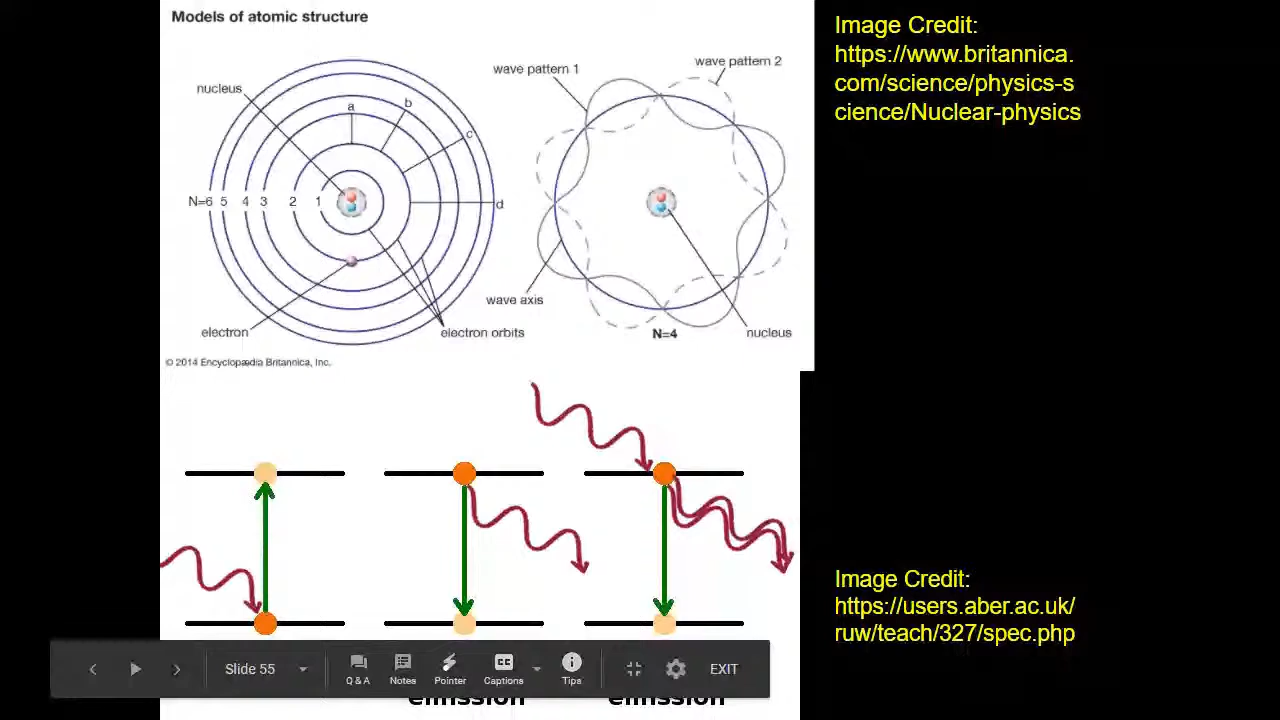 Models of atomic structure
nucleus
a
b
c
d
N=6 5 4 3 2 1
electron
electron orbits
© 2014 Encyclopædia Britannica, Inc.
wave pattern 1
wave pattern 2
wave axis
N=4
nucleus
Image Credit:
https://www.britannica.
com/science/physics-s
cience/Nuclear-physics
Image Credit:
https://users.aber.ac.uk/
ruw/teach/327/spec.php
Slide 55
Q & A
Notes
Pointer
CC
Captions
Tips
EXIT
emission
emission